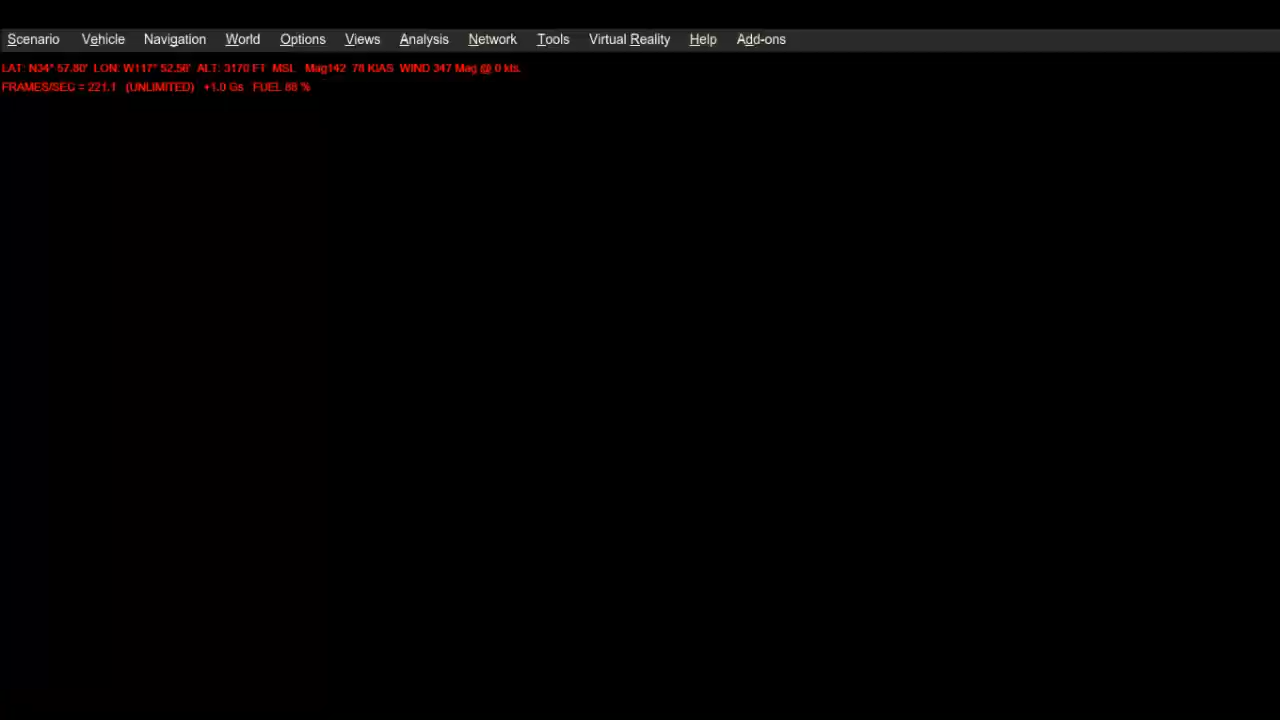 Scenario Vehicle Navigation World Options Views Analysis Network Tools Virtual Reality Help Add-ons
LAT: N34° 57.80' LON: W117° 52.56' ALT: 3170 FT MSL Mag142 78 KIAS WIND 347 Mag @ 0 kts.
FRAMES/SEC = 221.1 (UNLIMITED) +1.0 Gs FUEL 88 %